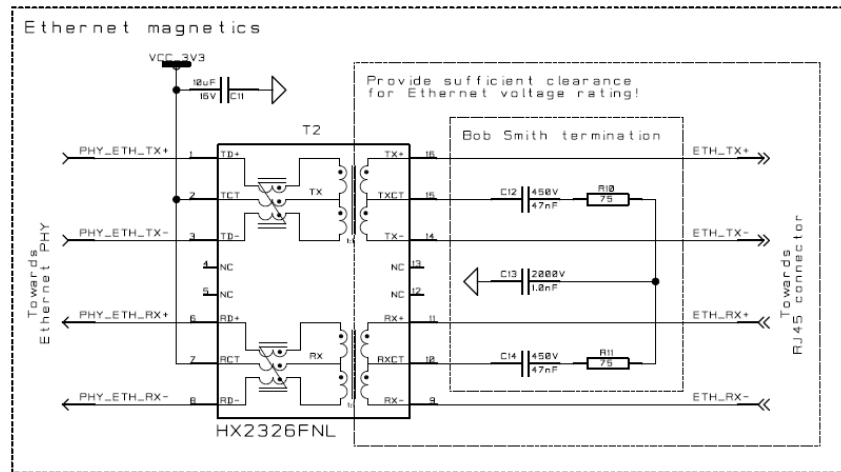 Ethernet magnetics
VCC_3V3
10uF
16V C11
Provide sufficient clearance
for Ethernet voltage rating!
Bob Smith termination
T2
PHY_ETH_TX+ 1 TD+ TX+ 16 ETH_TX+
2 TCT TX TXCT 15 C12 450V 47nF R10 75
PHY_ETH_TX- 3 TD- TX- 14 ETH_TX-
4 NC NC 13
C13 2000V 1.0nF
5 NC NC 12
PHY_ETH_RX+ 6 RD+ RX+ 11 ETH_RX+
7 RCT RX RXCT 10 C14 450V 47nF R11 75
PHY_ETH_RX- 8 RD- RX- 9 ETH_RX-
HX2326FNL
Towards
Ethernet PHY
Towards
RJ45 connector